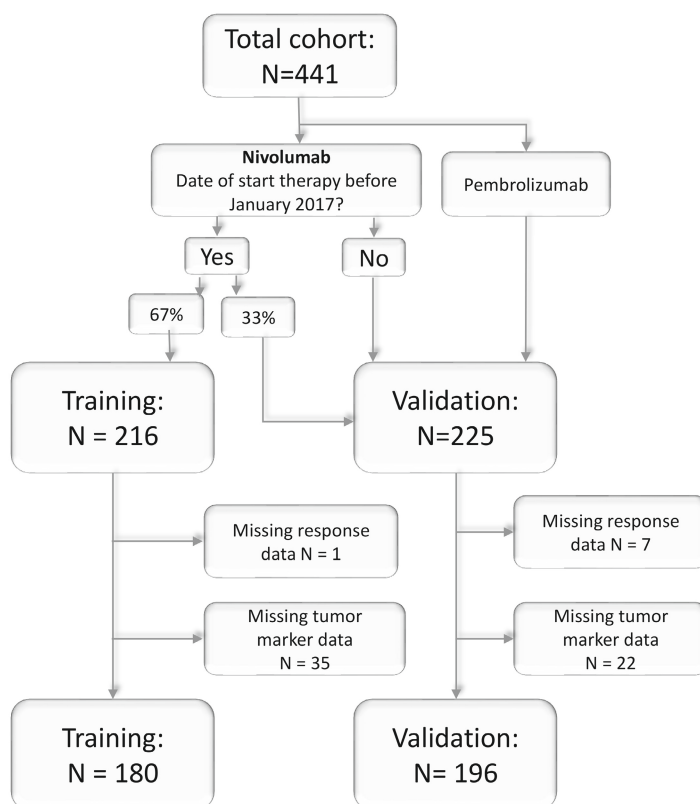 Total cohort:
N=441
Nivolumab
Date of start therapy before
January 2017?
Pembrolizumab
Yes
No
67%
33%
Training:
N = 216
Validation:
N=225
Missing response
data N = 1
Missing response
data N = 7
Missing tumor
marker data
N = 35
Missing tumor
marker data
N = 22
Training:
N = 180
Validation:
N= 196